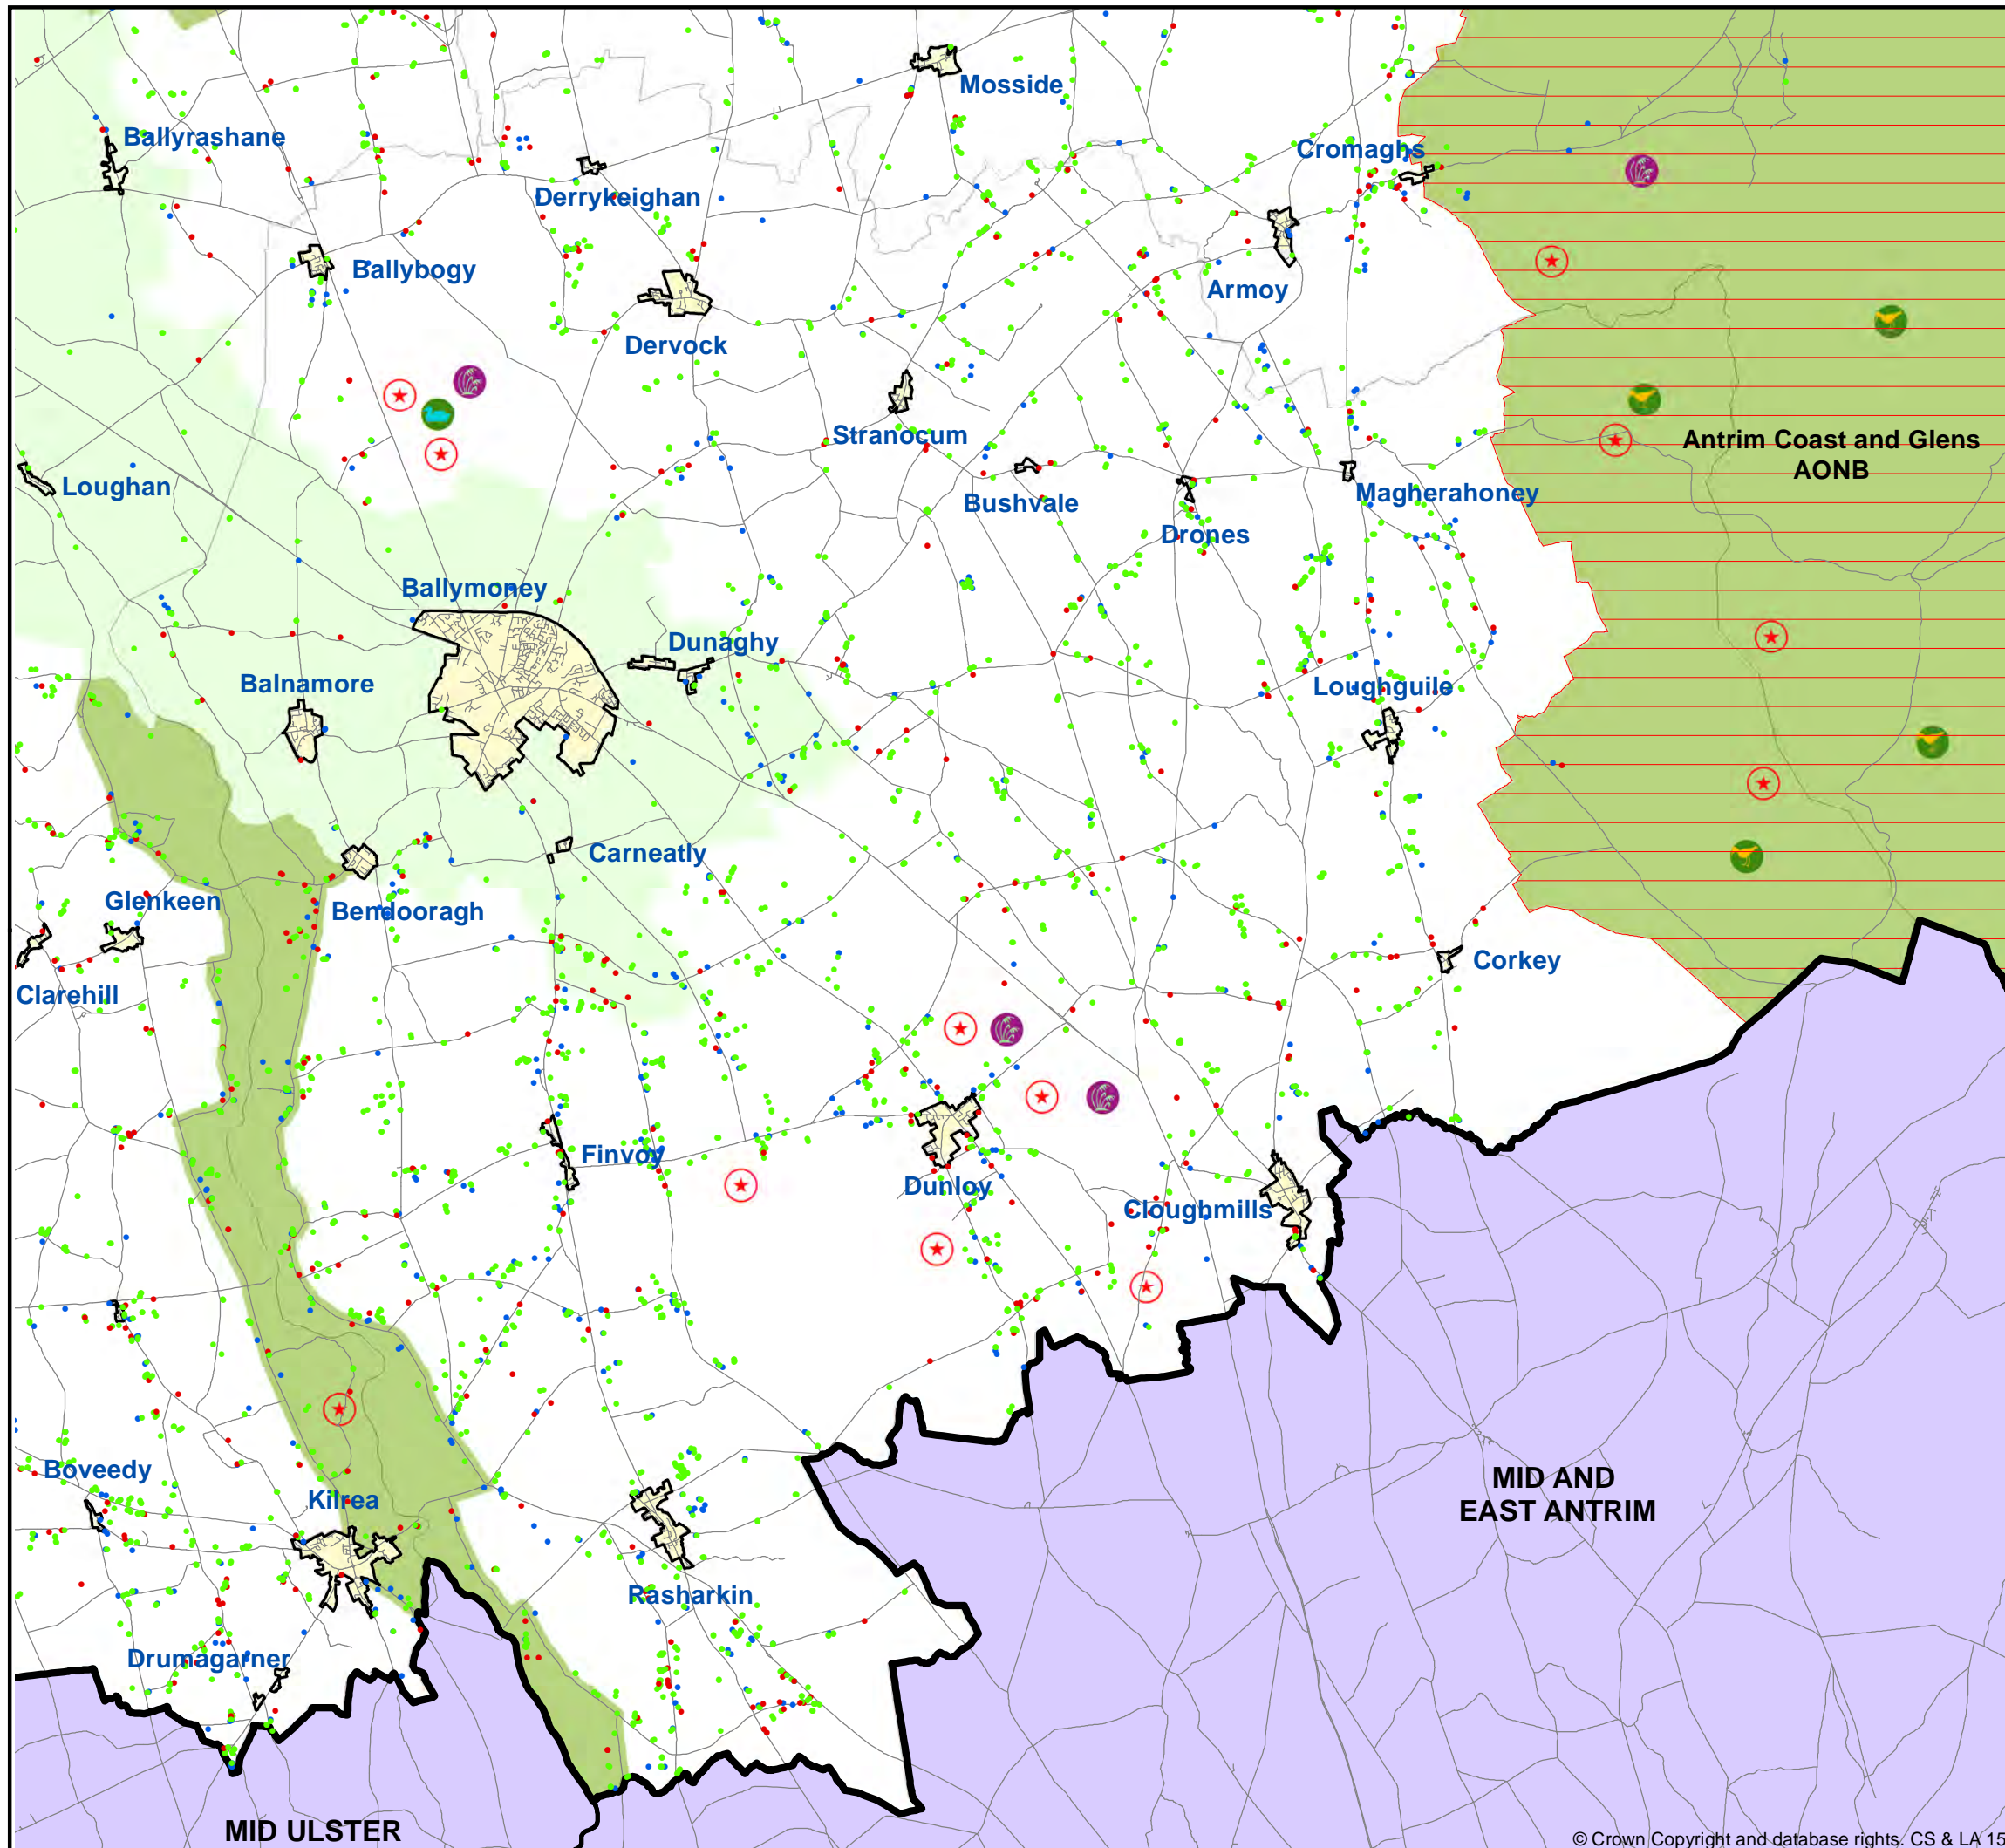 Mosside
Ballyrashane
Cromaghs
Derrykeighan
Ballybogy
Armoy
Dervock
Stranocum
Antrim Coast and Glens
AONB
Loughan
Bushvale
Magherahoney
Drones
Ballymoney
Dunaghy
Balnamore
Loughguile
Carneatly
Glenkeen
Bendooragh
Corkey
Clarehill
Finvoy
Dunloy
Cloughmills
Boveedy
Kilrea
MID AND
EAST ANTRIM
Rasharkin
Drumagarner
MID ULSTER
© Crown Copyright and database rights. CS & LA 15